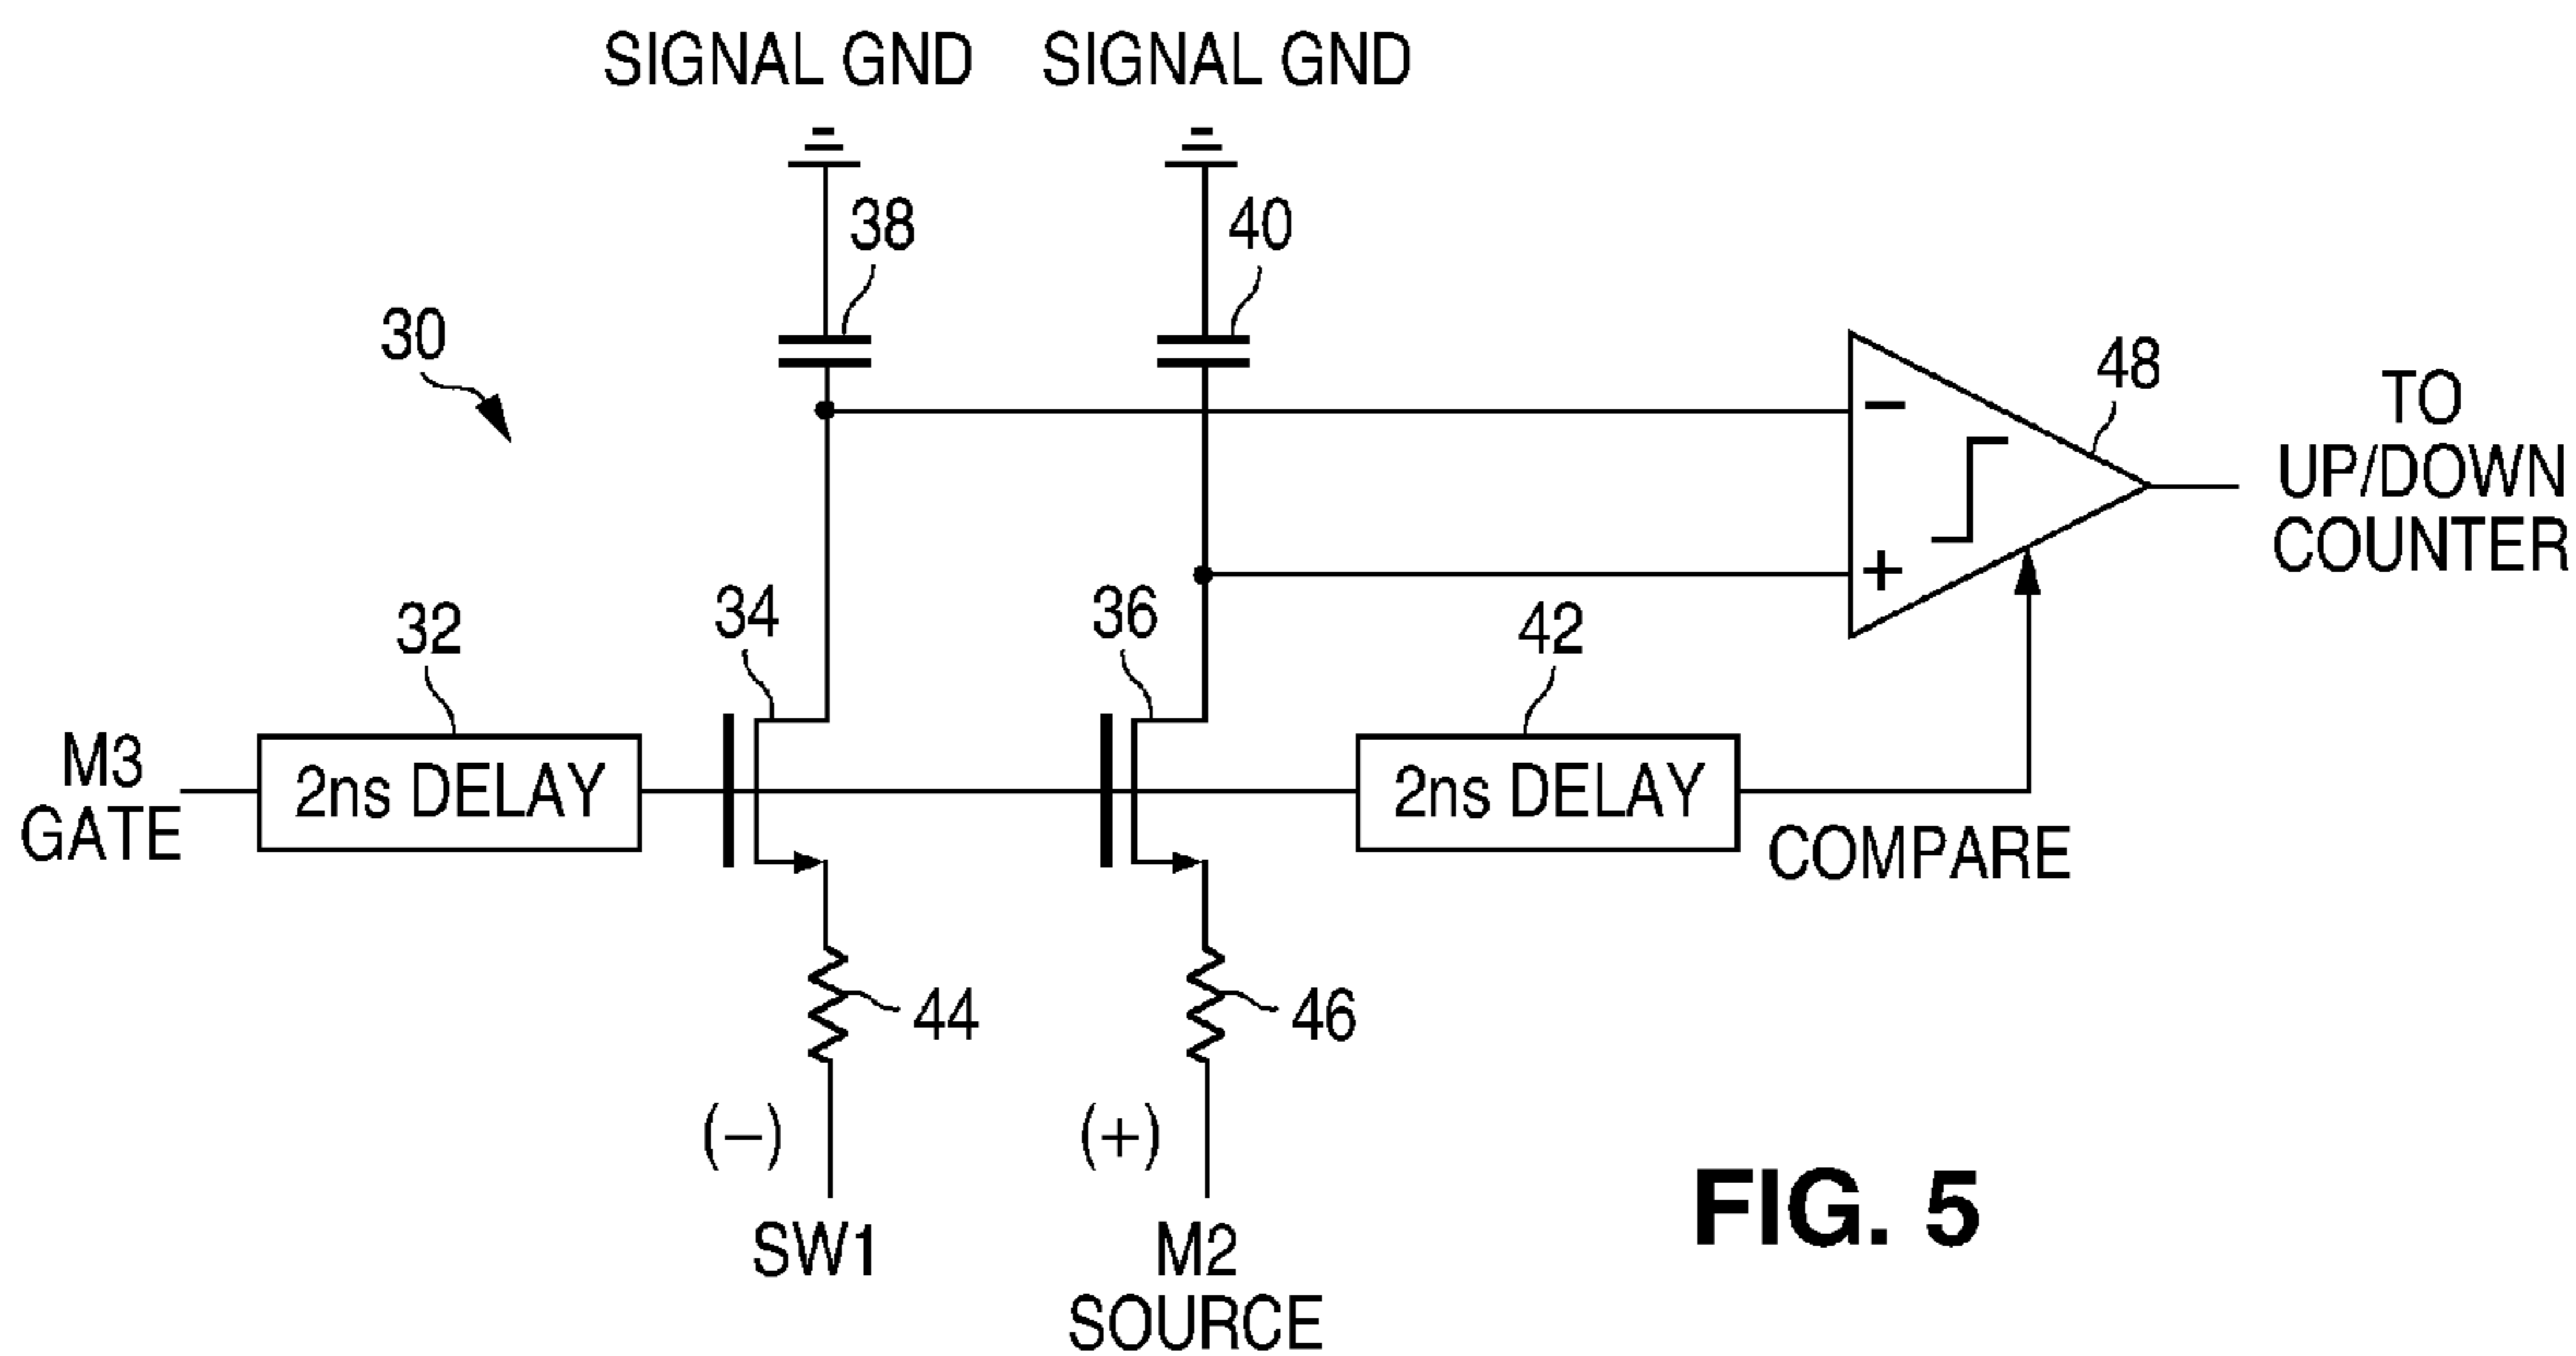 SIGNAL GND SIGNAL GND
38
40
30
48
TO
UP/DOWN
COUNTER
−
+
32
34
36
42
M3
GATE
2ns DELAY
2ns DELAY
COMPARE
44
46
(−)
(+)
SW1
M2
SOURCE
FIG. 5